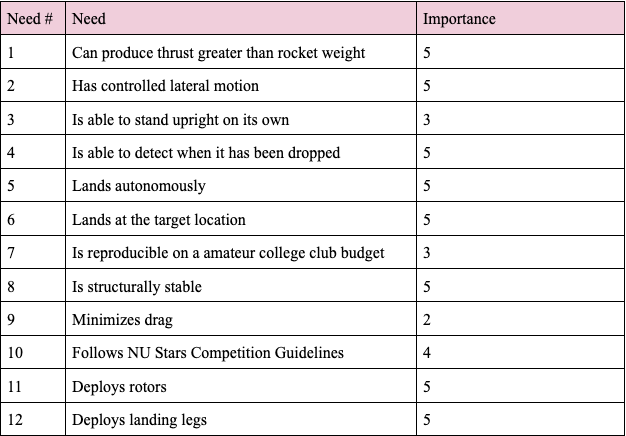 Need # Need Importance
1 Can produce thrust greater than rocket weight 5
2 Has controlled lateral motion 5
3 Is able to stand upright on its own 3
4 Is able to detect when it has been dropped 5
5 Lands autonomously 5
6 Lands at the target location 5
7 Is reproducible on a amateur college club budget 3
8 Is structurally stable 5
9 Minimizes drag 2
10 Follows NU Stars Competition Guidelines 4
11 Deploys rotors 5
12 Deploys landing legs 5